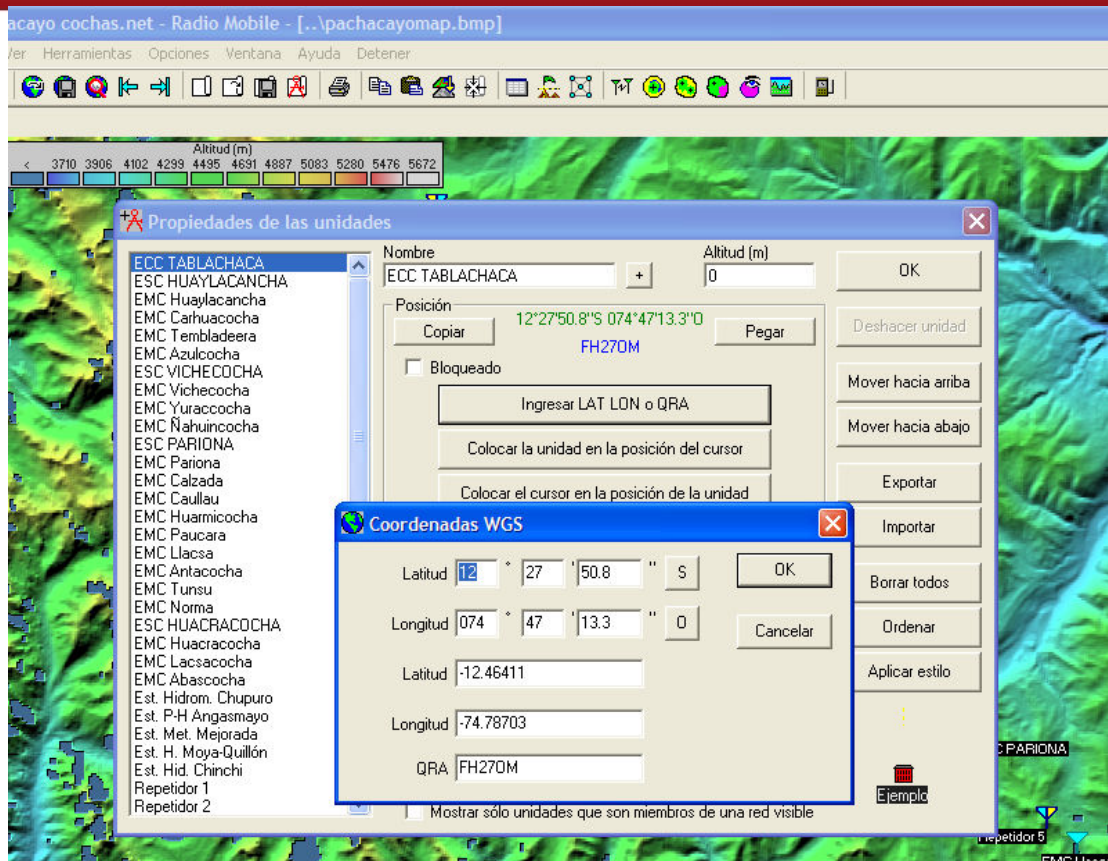 acayo cochas.net - Radio Mobile - [..\pachacayomap.bmp]
Ver Herramientas Opciones Ventana Ayuda Detener
Altitud (m)
< 3710 3906 4102 4299 4495 4691 4887 5083 5280 5476 5672
Propiedades de las unidades
ECC TABLACHACA
ESC HUAYLACANCHA
EMC Huaylacancha
EMC Carhuacocha
EMC Tembladeera
EMC Azulcocha
ESC VICHECOCHA
EMC Vichecocha
EMC Yuraccocha
EMC Ñahuincocha
ESC PARIONA
EMC Pariona
EMC Calzada
EMC Caullau
EMC Huarmicocha
EMC Paucara
EMC Llacsa
EMC Antacocha
EMC Tunsu
EMC Norma
ESC HUACRACOCHA
EMC Huacracocha
EMC Lacsacocha
EMC Abascocha
Est. Hidrom. Chupuro
Est. P-H Angasmayo
Est. Met. Mejorada
Est. H. Moya-Quillón
Est. Hid. Chinchi
Repetidor 1
Repetidor 2
Nombre
ECC TABLACHACA
+
Altitud (m)
0
Posición
Copiar
12°27'50.8''S 074°47'13.3''O
FH27OM
Pegar
Bloqueado
Ingresar LAT LON o QRA
Colocar la unidad en la posición del cursor
Colocar el cursor en la posición de la unidad
OK
Deshacer unidad
Mover hacia arriba
Mover hacia abajo
Exportar
Importar
Borrar todos
Ordenar
Aplicar estilo
Coordenadas WGS
Latitud 12 ° 27 ' 50.8 " S
Longitud 074 ° 47 ' 13.3 " O
Latitud -12.46411
Longitud -74.78703
QRA FH27OM
OK
Cancelar
Ejemplo
Mostrar sólo unidades que son miembros de una red visible
C PARIONA
Repetidor 5